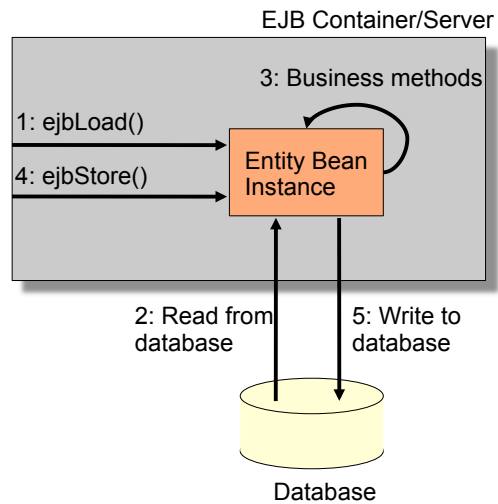 EJB Container/Server
3: Business methods
1: ejbLoad()
4: ejbStore()
Entity Bean
Instance
2: Read from
database
5: Write to
database
Database